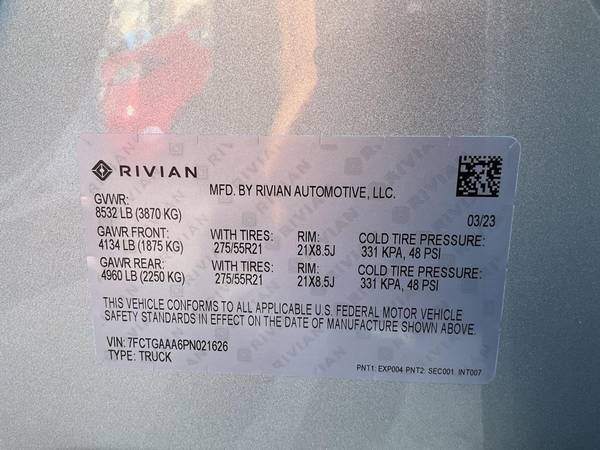 RIVIAN
MFD. BY RIVIAN AUTOMOTIVE, LLC.
GVWR:
8532 LB (3870 KG)
03/23
GAWR FRONT: WITH TIRES: RIM: COLD TIRE PRESSURE:
4134 LB (1875 KG) 275/55R21 21X8.5J 331 KPA, 48 PSI
GAWR REAR: WITH TIRES: RIM: COLD TIRE PRESSURE:
4960 LB (2250 KG) 275/55R21 21X8.5J 331 KPA, 48 PSI
THIS VEHICLE CONFORMS TO ALL APPLICABLE U.S. FEDERAL MOTOR VEHICLE
SAFETY STANDARDS IN EFFECT ON THE DATE OF MANUFACTURE SHOWN ABOVE.
VIN: 7FCTGAAA6PN021626
TYPE: TRUCK
PNT1: EXP004 PNT2: SEC001. INT007